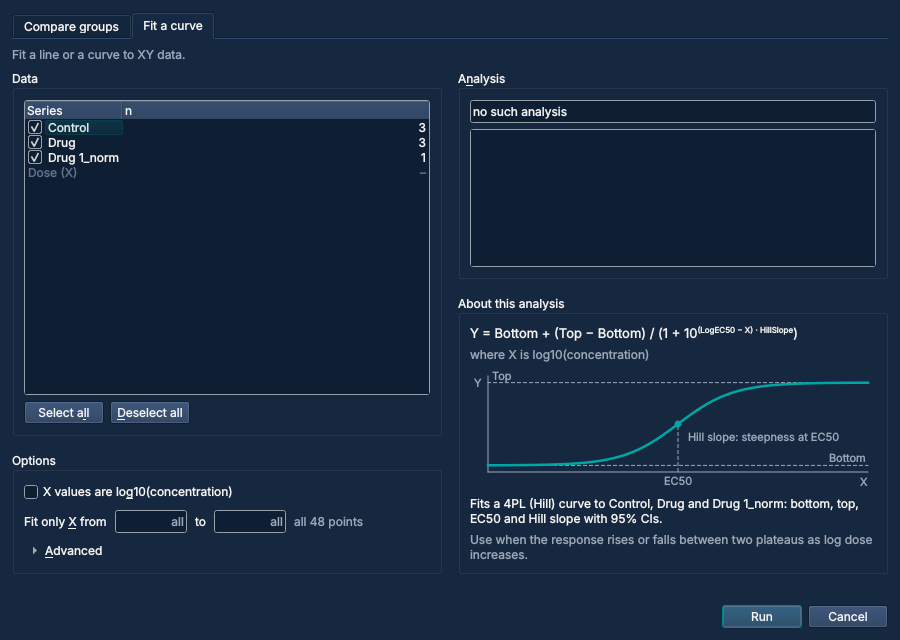 Compare groups
Fit a curve
Fit a line or a curve to XY data.
Data
Series n
Control 3
Drug 3
Drug 1_norm 1
Dose (X) –
Select all
Deselect all
Options
X values are log10(concentration)
Fit only X from all to all all 48 points
Advanced
Analysis
no such analysis
About this analysis
Y = Bottom + (Top − Bottom) / (1 + 10^(LogEC50 − X) · HillSlope)
where X is log10(concentration)
Y
Top
Hill slope: steepness at EC50
Bottom
EC50
X
Fits a 4PL (Hill) curve to Control, Drug and Drug 1_norm: bottom, top,
EC50 and Hill slope with 95% CIs.
Use when the response rises or falls between two plateaus as log dose
increases.
Run
Cancel